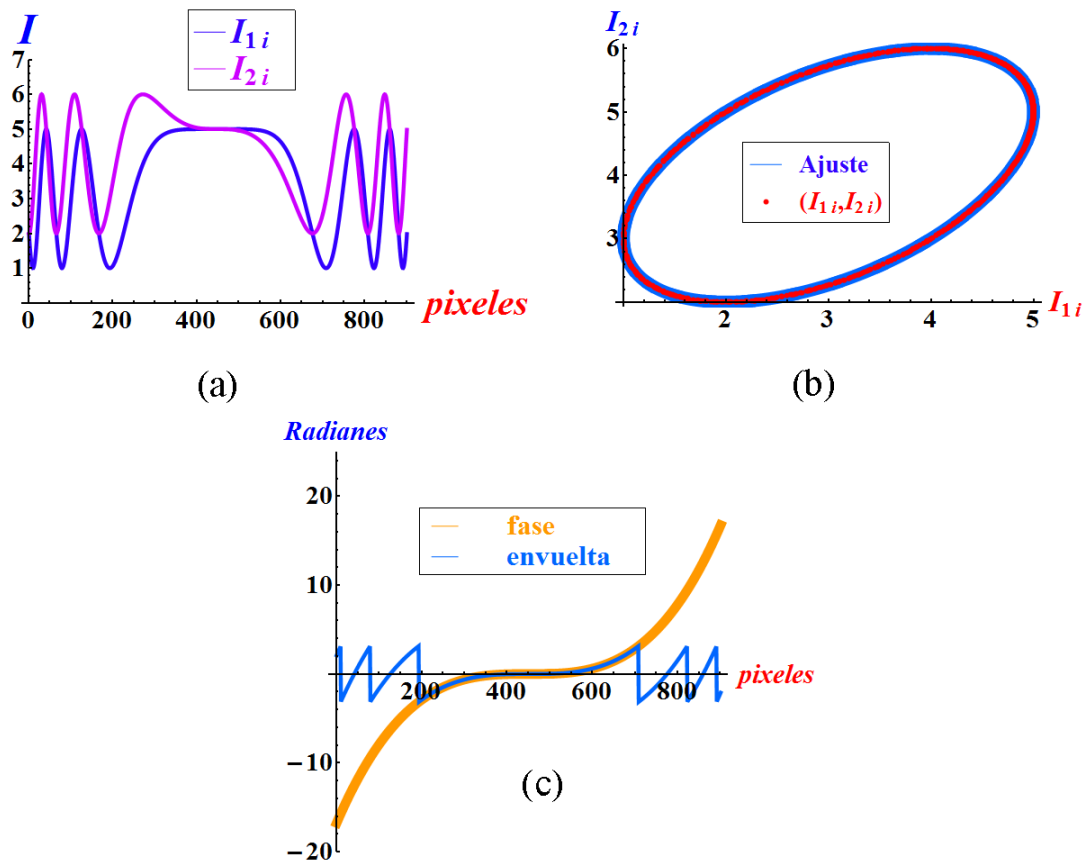 I
I1 i
I2 i
7
6
5
4
3
2
1
0 200 400 600 800
pixeles
(a)
I2 i
6
5
4
3
2 3 4 5
I1 i
Ajuste
(I1 i,I2 i)
(b)
Radianes
20
10
0
−10
−20
200 400 600 800
pixeles
fase
envuelta
(c)